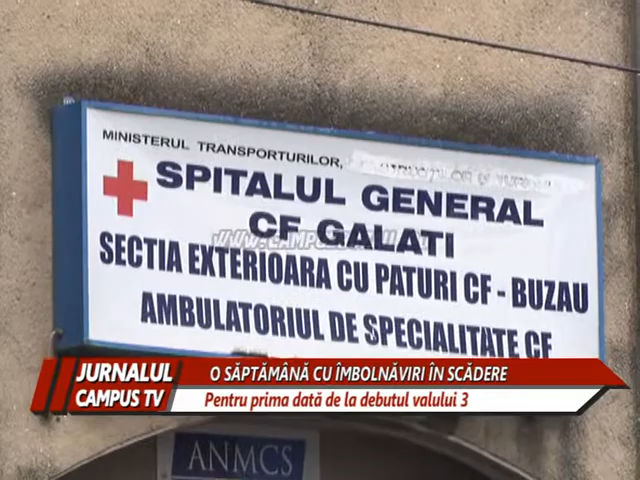 MINISTERUL TRANSPORTURILOR,
SPITALUL GENERAL
CF GALATI
SECTIA EXTERIOARA CU PATURI CF - BUZAU
AMBULATORIUL DE SPECIALITATE CF
JURNALUL
CAMPUS TV
O SĂPTĂMÂNĂ CU ÎMBOLNĂVIRI ÎN SCĂDERE
Pentru prima dată de la debutul valului 3
ANMCS